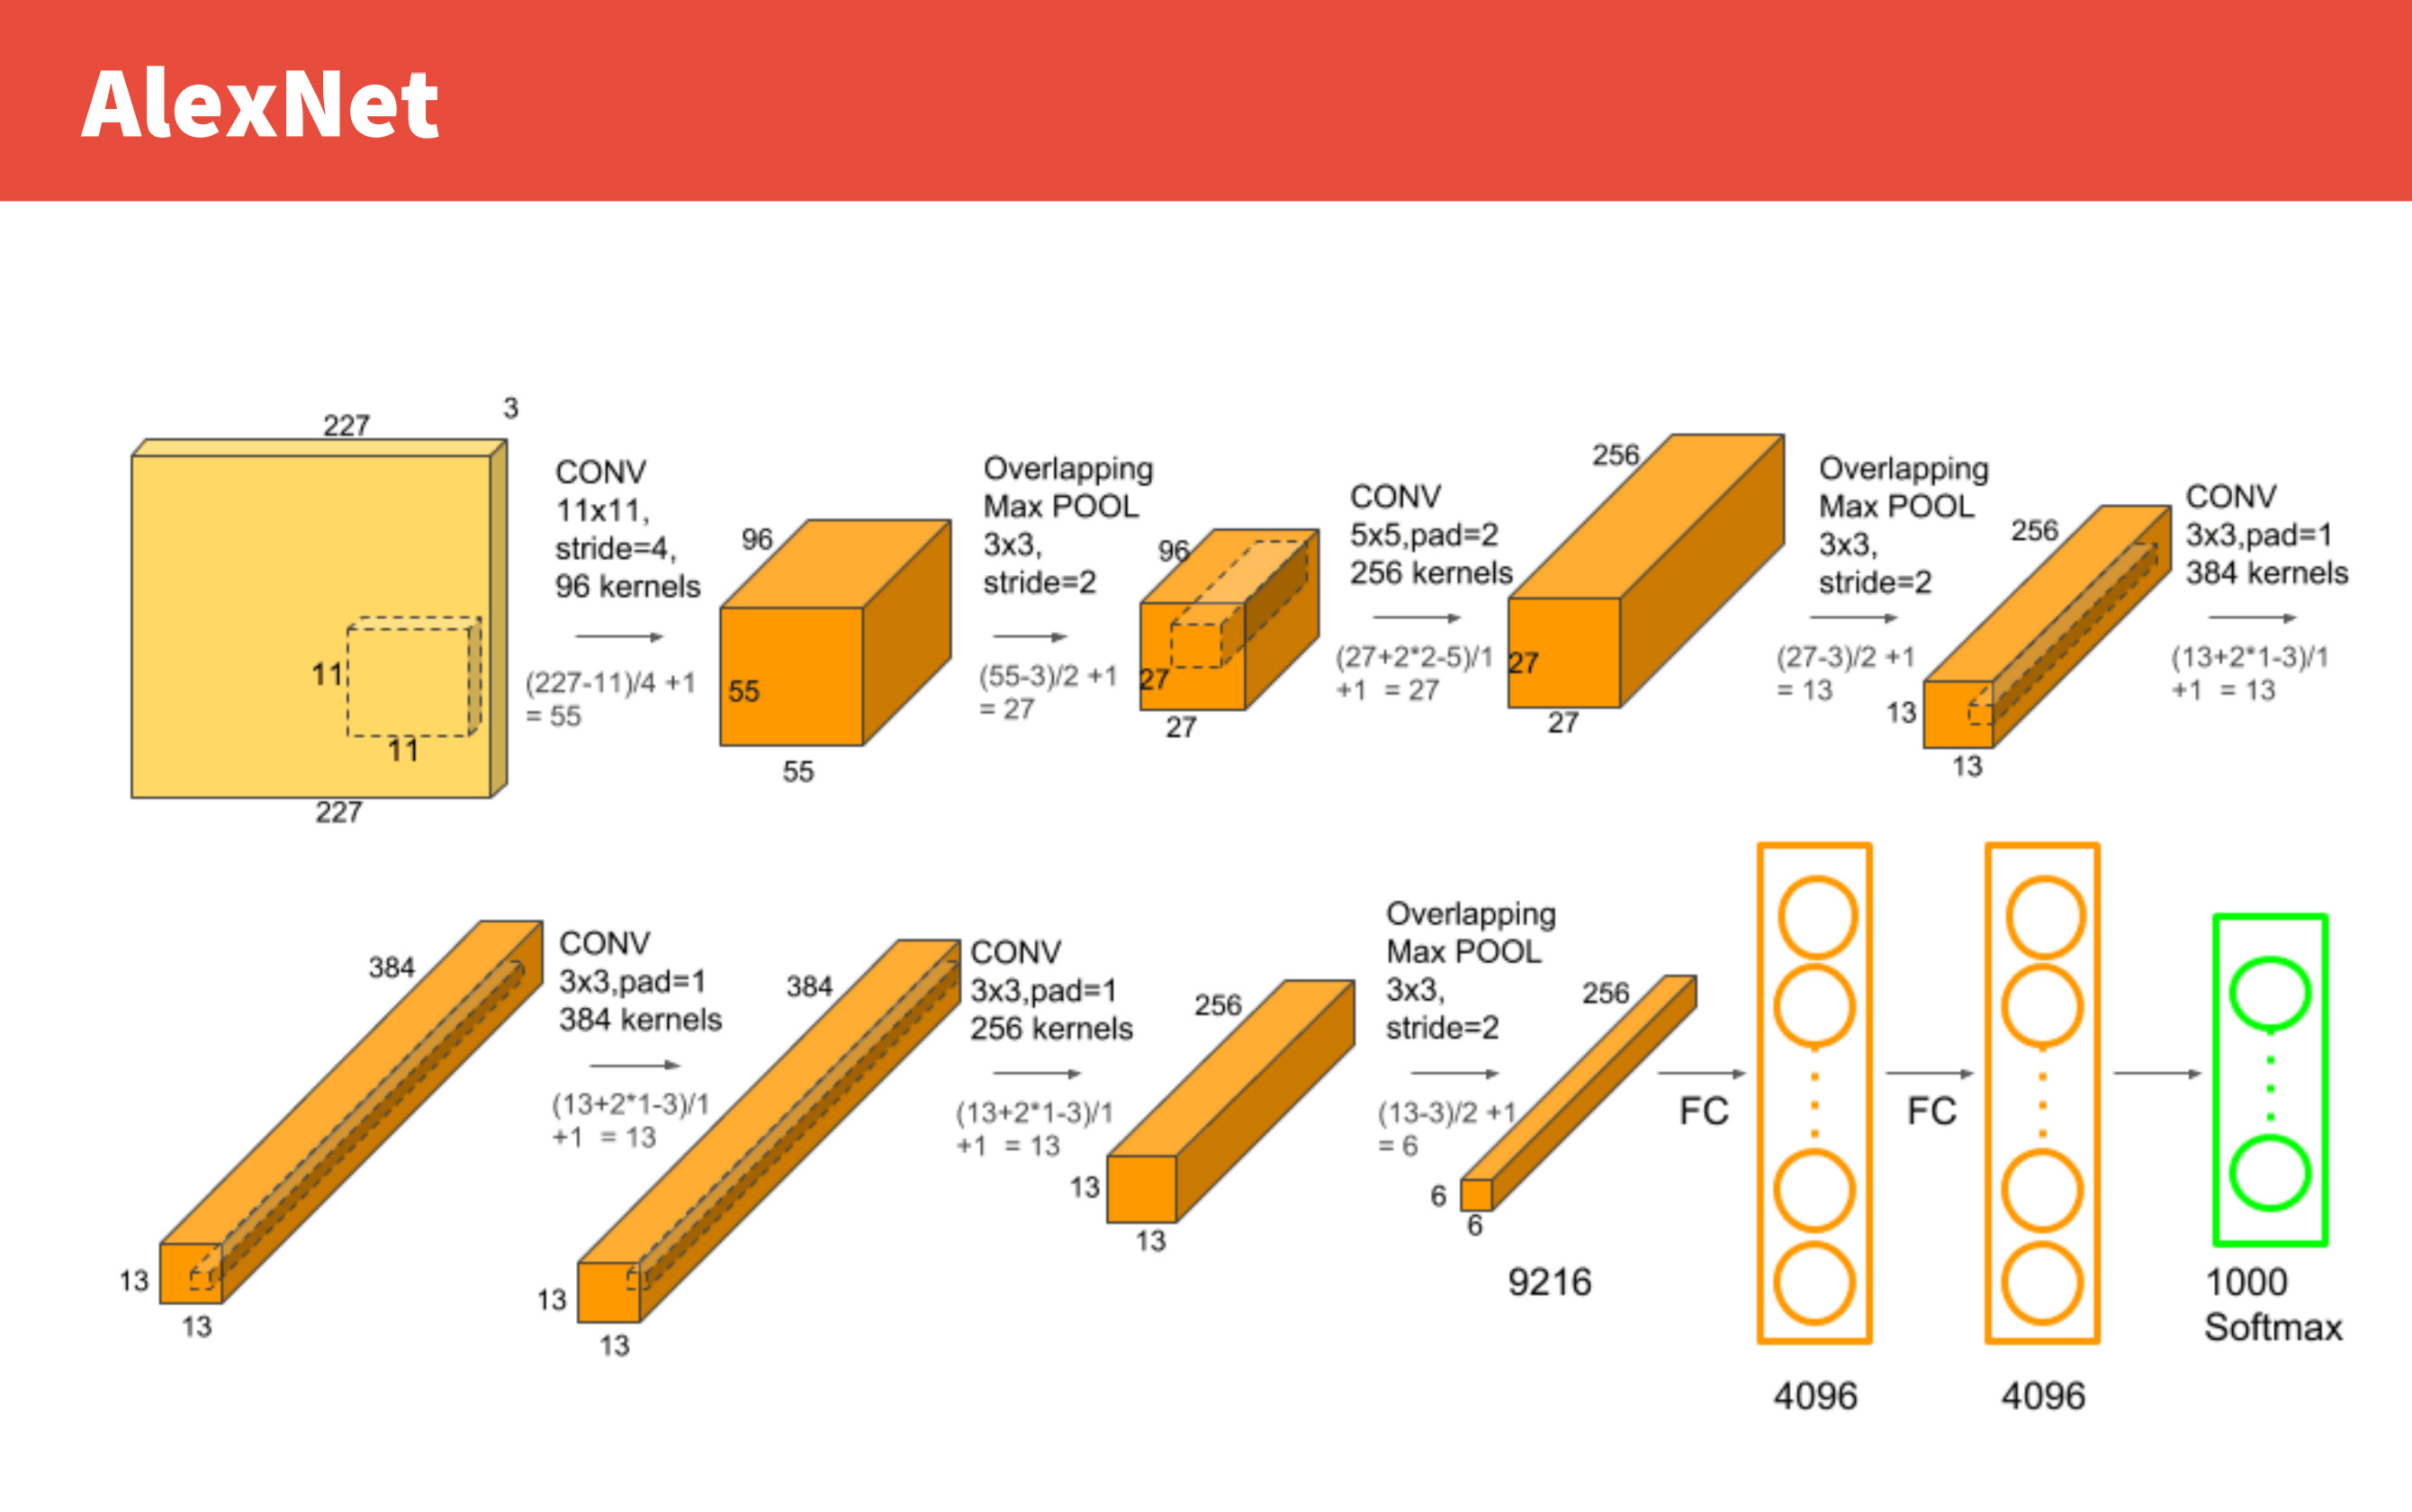 AlexNet
227
3
11
11
227
CONV
11x11,
stride=4,
96 kernels
(227-11)/4 +1
= 55
96
55
55
Overlapping
Max POOL
3x3,
stride=2
(55-3)/2 +1
= 27
96
27
27
CONV
5x5,pad=2
256 kernels
(27+2*2-5)/1
+1 = 27
256
27
27
Overlapping
Max POOL
3x3,
stride=2
(27-3)/2 +1
= 13
256
13
13
CONV
3x3,pad=1
384 kernels
(13+2*1-3)/1
+1 = 13
384
13
13
CONV
3x3,pad=1
384 kernels
(13+2*1-3)/1
+1 = 13
384
13
13
CONV
3x3,pad=1
256 kernels
(13+2*1-3)/1
+1 = 13
256
13
13
Overlapping
Max POOL
3x3,
stride=2
(13-3)/2 +1
= 6
256
6
6
9216
FC
4096
FC
4096
1000
Softmax